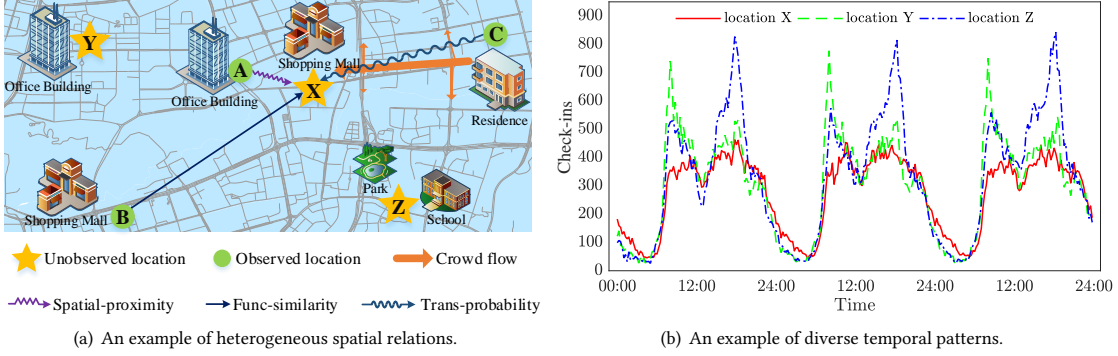 Y
Office Building
A
Office Building
Shopping Mall
X
C
Residence
Shopping Mall
B
Park
Z
School
Unobserved location
Observed location
Crowd flow
Spatial-proximity
Func-similarity
Trans-probability
(a) An example of heterogeneous spatial relations.
location X
location Y
location Z
900
800
700
600
500
400
300
200
100
0
Check-ins
00:00
12:00
24:00
12:00
24:00
12:00
24:00
Time
(b) An example of diverse temporal patterns.